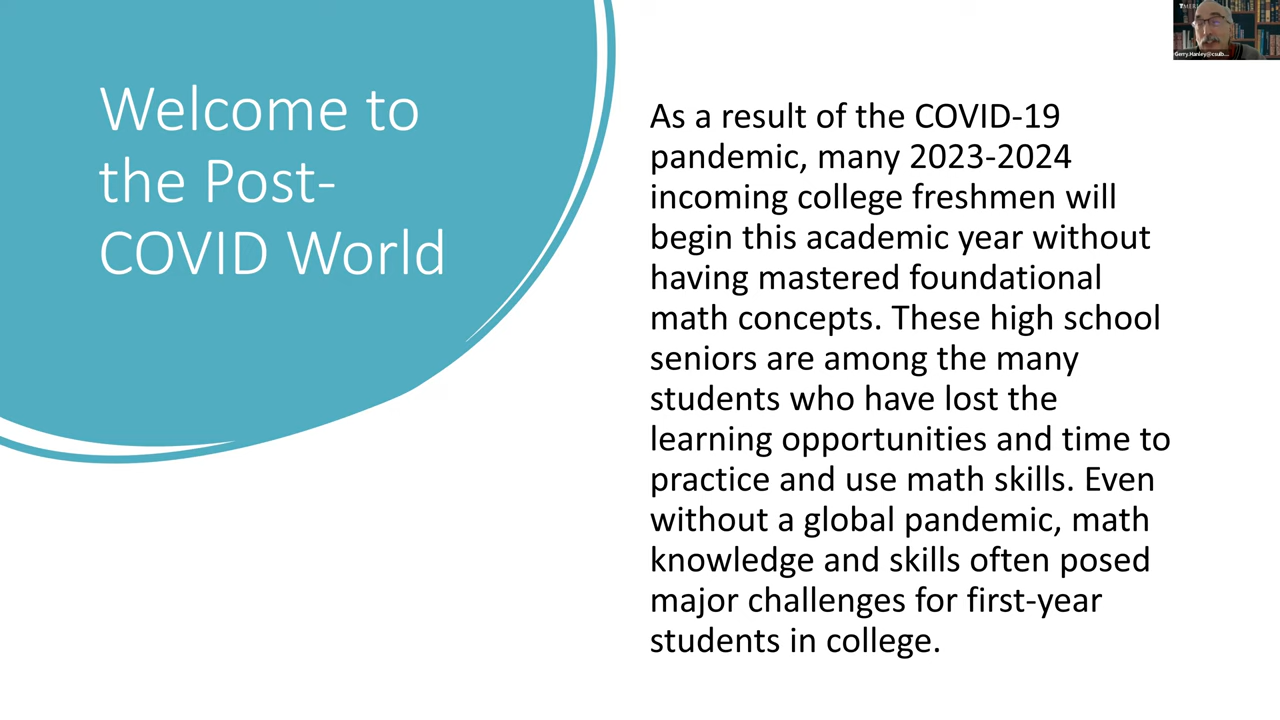 Welcome to
the Post-
COVID World
As a result of the COVID-19
pandemic, many 2023-2024
incoming college freshmen will
begin this academic year without
having mastered foundational
math concepts. These high school
seniors are among the many
students who have lost the
learning opportunities and time to
practice and use math skills. Even
without a global pandemic, math
knowledge and skills often posed
major challenges for first-year
students in college.
Gerry.Hanley@csulb...